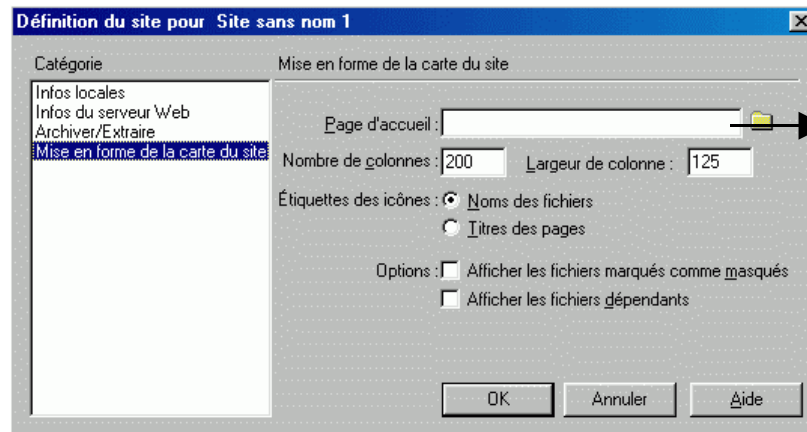 Définition du site pour Site sans nom 1
Catégorie
Mise en forme de la carte du site
Infos locales
Infos du serveur Web
Archiver/Extraire
Mise en forme de la carte du site
Page d'accueil :
Nombre de colonnes : 200 Largeur de colonne : 125
Étiquettes des icônes : Noms des fichiers
Titres des pages
Options : Afficher les fichiers marqués comme masqués
Afficher les fichiers dépendants
OK Annuler Aide